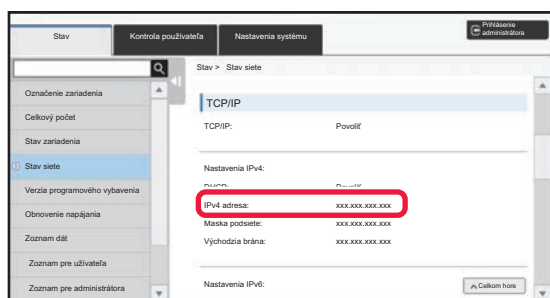 Stav
Kontrola používateľa
Nastavenia systému
Prihlásenie
administrátora
Stav > Stav siete
Označenie zariadenia
Celkový počet
Stav zariadenia
Stav siete
Verzia programového vybavenia
Obnovenie napájania
Zoznam dát
Zoznam pre užívateľa
Zoznam pre administrátora
TCP/IP
TCP/IP: Povoliť
Nastavenia IPv4:
DHCP: Povoliť
IPv4 adresa: xxx.xxx.xxx.xxx
Maska podsiete: xxx.xxx.xxx.xxx
Východzia brána: xxx.xxx.xxx.xxx
Nastavenia IPv6:
Celkom hore